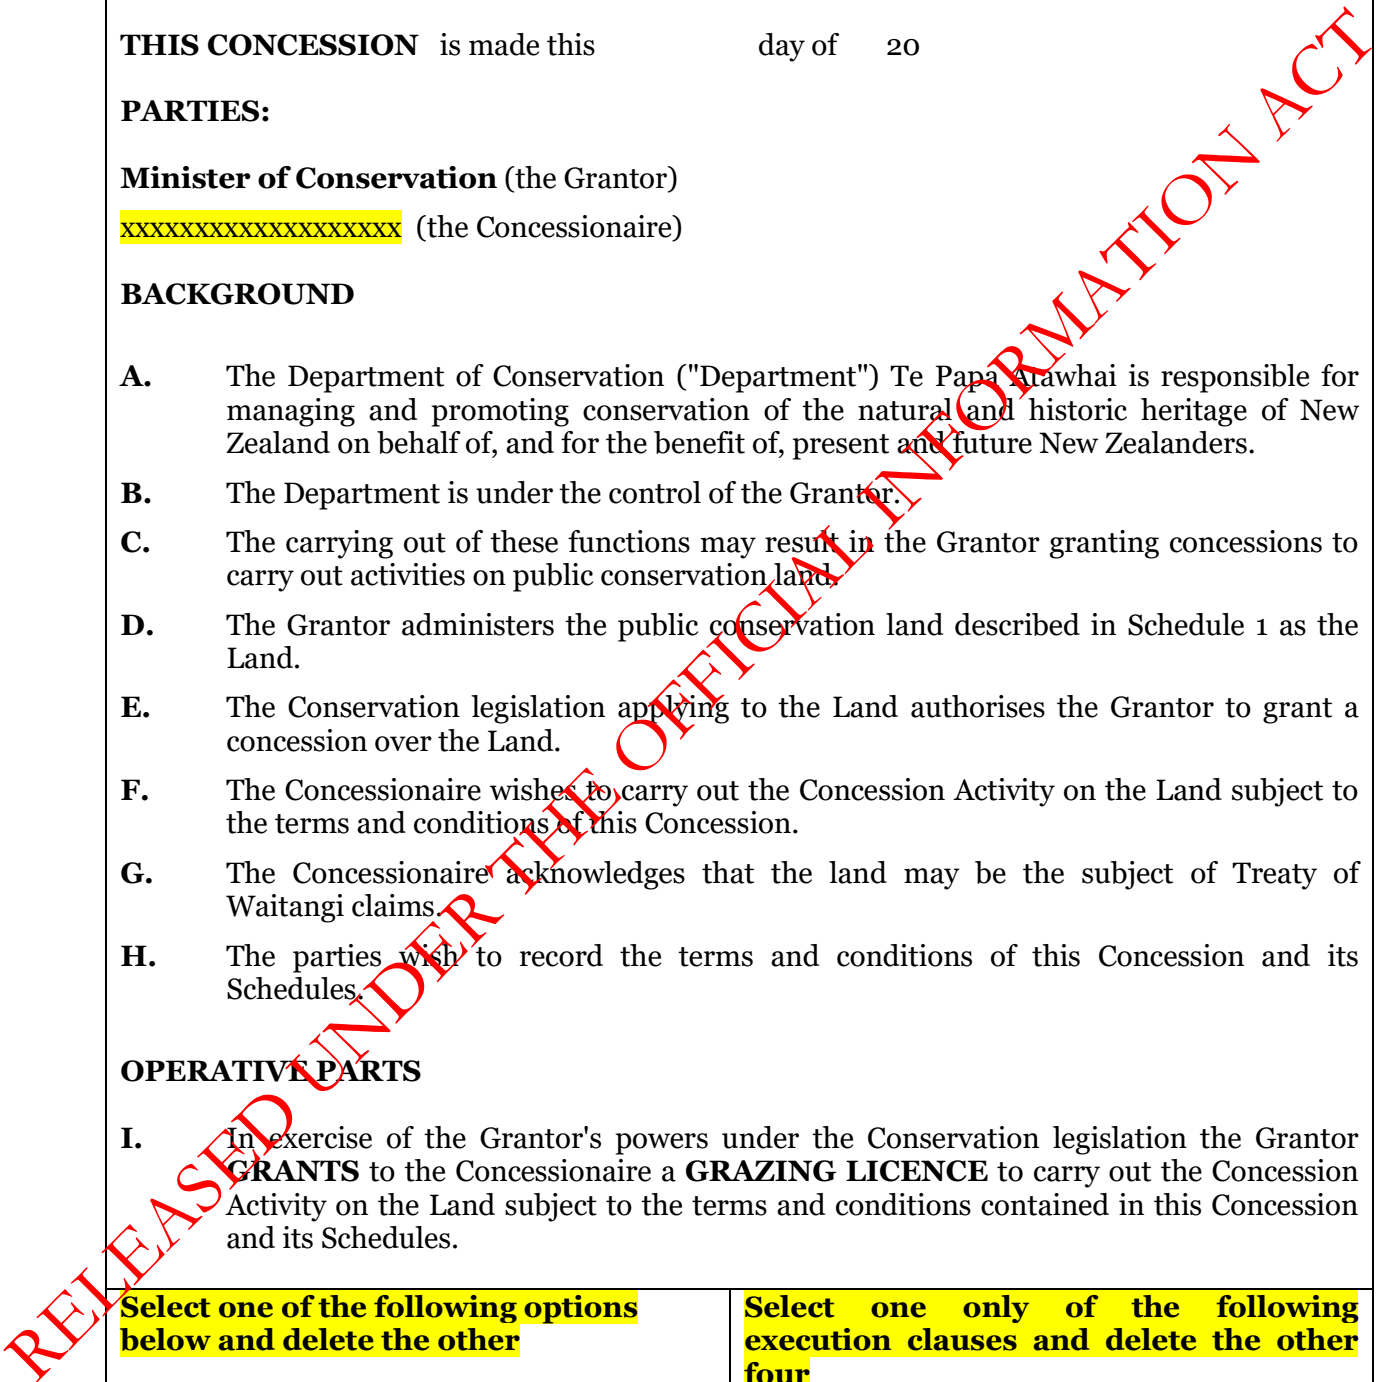 THIS CONCESSION is made this day of 20
PARTIES:
Minister of Conservation (the Grantor)
xxxxxxxxxxxxxxxxxxx (the Concessionaire)
BACKGROUND
A. The Department of Conservation ("Department") Te Papa Atawhai is responsible for
managing and promoting conservation of the natural and historic heritage of New
Zealand on behalf of, and for the benefit of, present and future New Zealanders.
B. The Department is under the control of the Grantor.
C. The carrying out of these functions may result in the Grantor granting concessions to
carry out activities on public conservation land.
D. The Grantor administers the public conservation land described in Schedule 1 as the
Land.
E. The Conservation legislation applying to the Land authorises the Grantor to grant a
concession over the Land.
F. The Concessionaire wishes to carry out the Concession Activity on the Land subject to
the terms and conditions of this Concession.
G. The Concessionaire acknowledges that the land may be the subject of Treaty of
Waitangi claims.
H. The parties wish to record the terms and conditions of this Concession and its
Schedules.
OPERATIVE PARTS
I. In exercise of the Grantor's powers under the Conservation legislation the Grantor
GRANTS to the Concessionaire a GRAZING LICENCE to carry out the Concession
Activity on the Land subject to the terms and conditions contained in this Concession
and its Schedules.
Select one of the following options
below and delete the other
Select one only of the following
execution clauses and delete the other
four
RELEASED UNDER THE OFFICIAL INFORMATION ACT